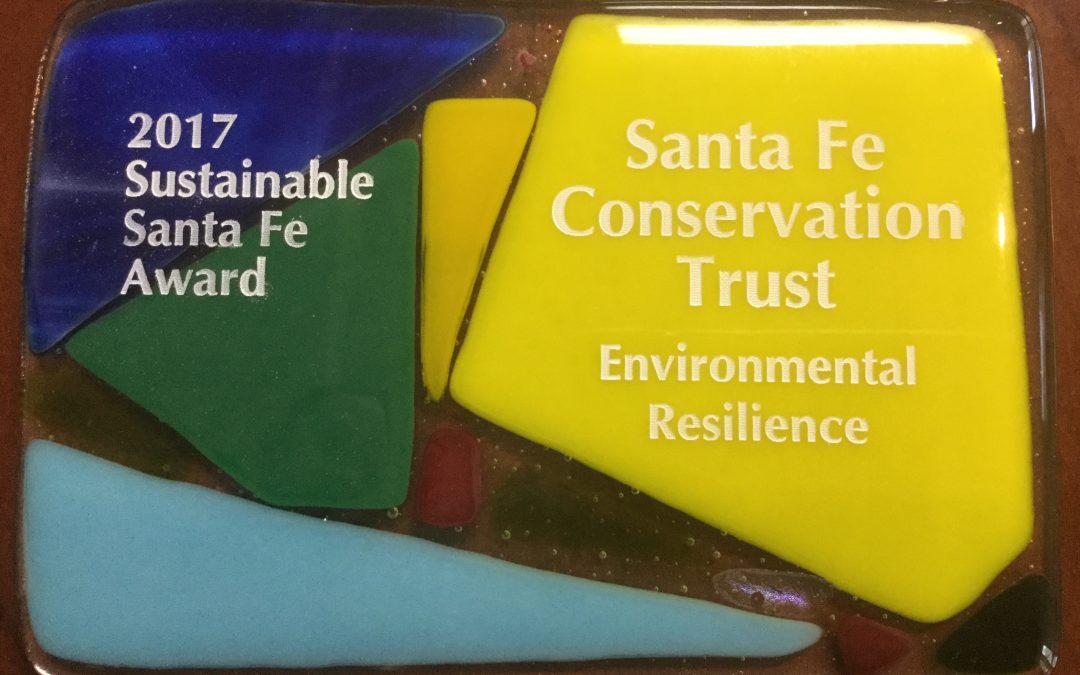 2017
Sustainable
Santa Fe
Award
Santa Fe
Conservation
Trust
Environmental
Resilience